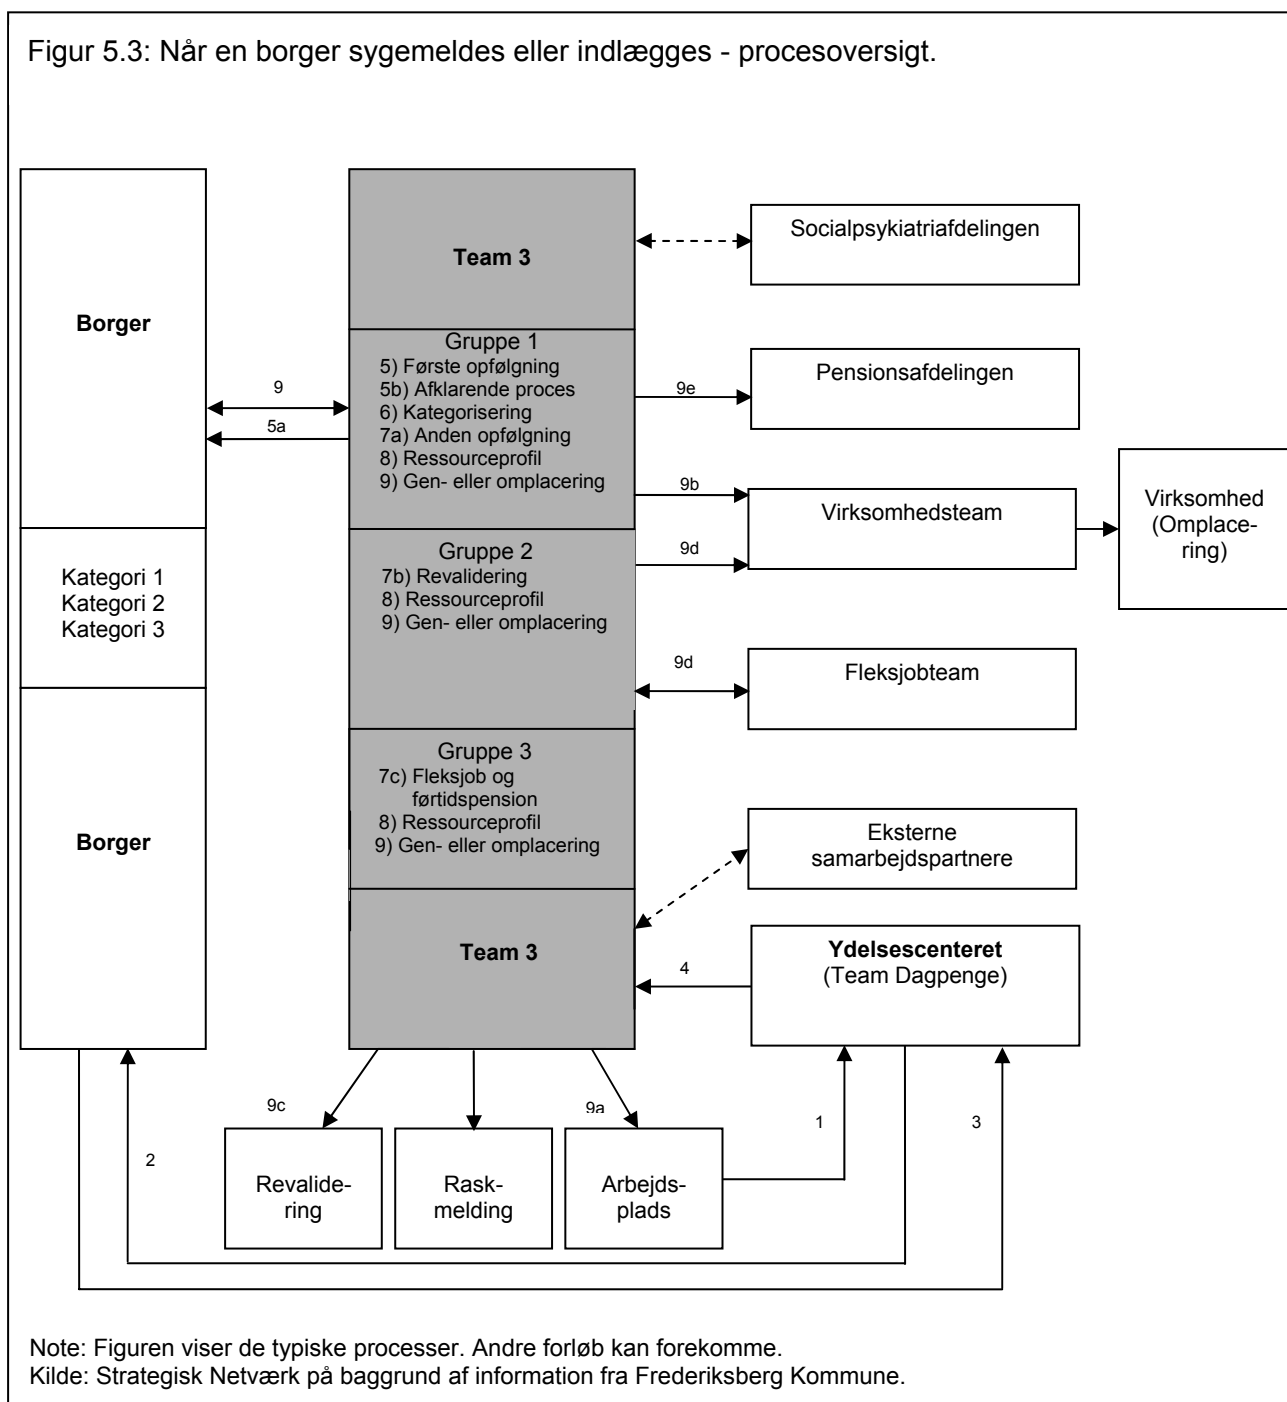 Figur 5.3: Når en borger sygemeldes eller indlægges - procesoversigt.
Borger
Kategori 1
Kategori 2
Kategori 3
Borger
9
5a
Team 3
Gruppe 1
5) Første opfølgning
5b) Afklarende proces
6) Kategorisering
7a) Anden opfølgning
8) Ressourceprofil
9) Gen- eller omplacering
Gruppe 2
7b) Revalidering
8) Ressourceprofil
9) Gen- eller omplacering
Gruppe 3
7c) Fleksjob og
førtidspension
8) Ressourceprofil
9) Gen- eller omplacering
Team 3
Socialpsykiatriafdelingen
9e
Pensionsafdelingen
9b
9d
Virksomhedsteam
Virksomhed
(Omplace-
ring)
9d
Fleksjobteam
Eksterne
samarbejdspartnere
4
Ydelsescenteret
(Team Dagpenge)
9c
9a
1
3
2
Revalide-
ring
Rask-
melding
Arbejds-
plads
Note: Figuren viser de typiske processer. Andre forløb kan forekomme.
Kilde: Strategisk Netværk på baggrund af information fra Frederiksberg Kommune.